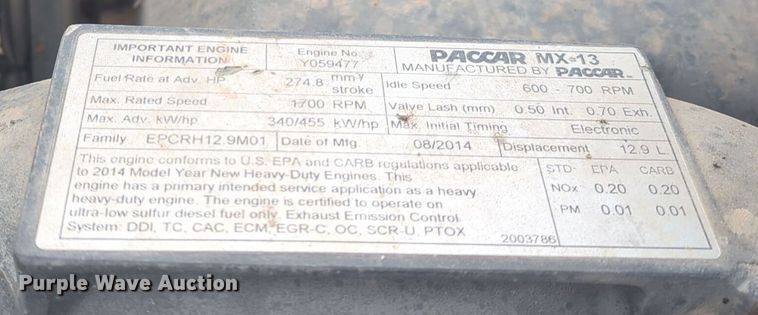 IMPORTANT ENGINE INFORMATION
Engine No.
Y059477
PACCAR MX-13
MANUFACTURED BY PACCAR
Fuel Rate at Adv. HP 274.8 mm³/stroke
Idle Speed 600 - 700 RPM
Max. Rated Speed 1700 RPM
Valve Lash (mm) 0.50 Int. 0.70 Exh.
Max. Adv. kW/hp 340/455 kW/hp
Max. Initial Timing Electronic
Family EPCRH12.9M01 Date of Mfg. 08/2014 Displacement 12.9 L
This engine conforms to U.S. EPA and CARB regulations applicable
to 2014 Model Year New Heavy-Duty Engines. This
engine has a primary intended service application as a heavy
heavy-duty engine. The engine is certified to operate on
ultra-low sulfur diesel fuel only. Exhaust Emission Control
System: DDI, TC, CAC, ECM, EGR-C, OC, SCR-U, PTOX
STD. EPA CARB
NOx 0.20 0.20
PM 0.01 0.01
2003786
Purple Wave Auction